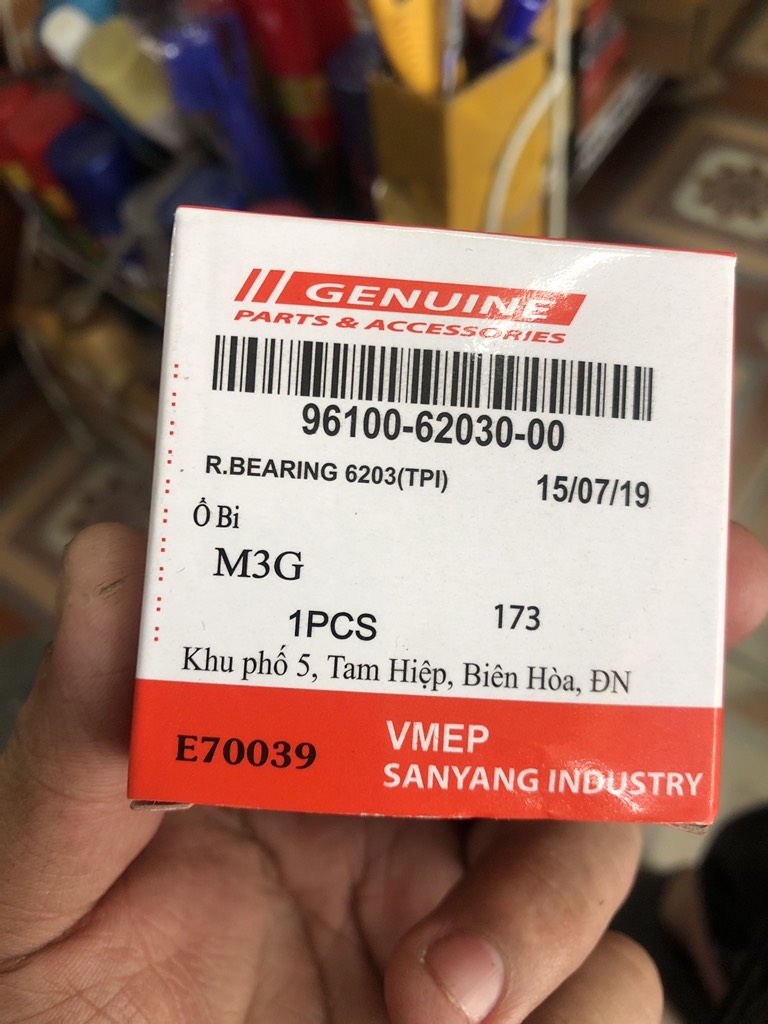 GENUINE
PARTS & ACCESSORIES
96100-62030-00
R.BEARING 6203(TPI) 15/07/19
Ổ Bi
M3G
1PCS 173
Khu phố 5, Tam Hiệp, Biên Hòa, ĐN
E70039 VMEP
SANYANG INDUSTRY